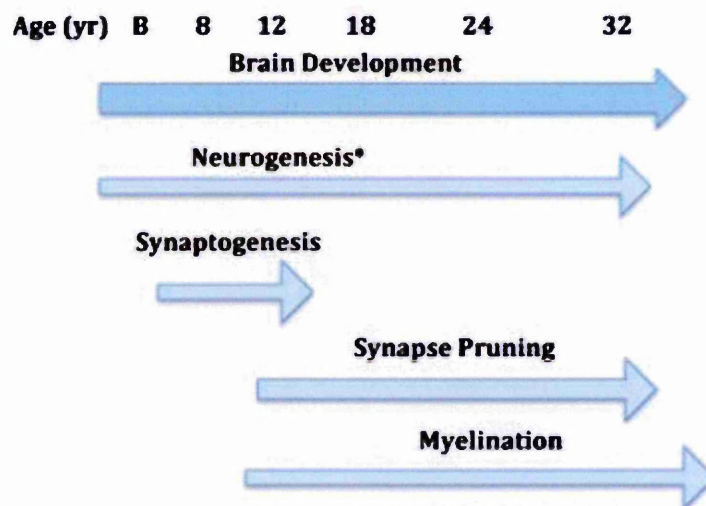 Age (yr) B 8 12 18 24 32
Brain Development
Neurogenesis*
Synaptogenesis
Synapse Pruning
Myelination